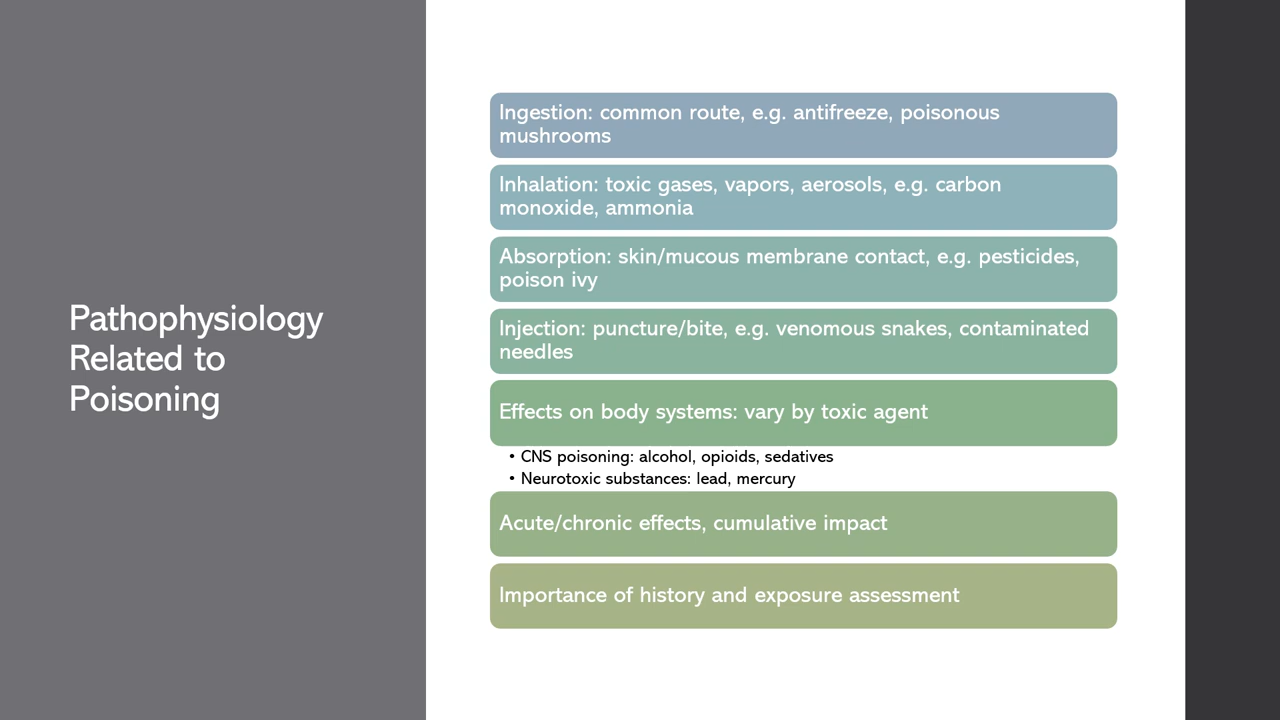 Pathophysiology
Related to
Poisoning
Ingestion: common route, e.g. antifreeze, poisonous
mushrooms
Inhalation: toxic gases, vapors, aerosols, e.g. carbon
monoxide, ammonia
Absorption: skin/mucous membrane contact, e.g. pesticides,
poison ivy
Injection: puncture/bite, e.g. venomous snakes, contaminated
needles
Effects on body systems: vary by toxic agent
• CNS poisoning: alcohol, opioids, sedatives
• Neurotoxic substances: lead, mercury
Acute/chronic effects, cumulative impact
Importance of history and exposure assessment